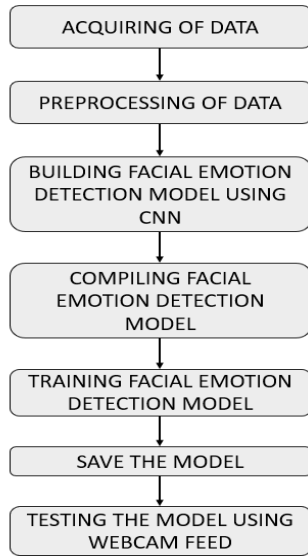 ACQUIRING OF DATA
PREPROCESSING OF DATA
BUILDING FACIAL EMOTION
DETECTION MODEL USING
CNN
COMPILING FACIAL
EMOTION DETECTION
MODEL
TRAINING FACIAL EMOTION
DETECTION MODEL
SAVE THE MODEL
TESTING THE MODEL USING
WEBCAM FEED